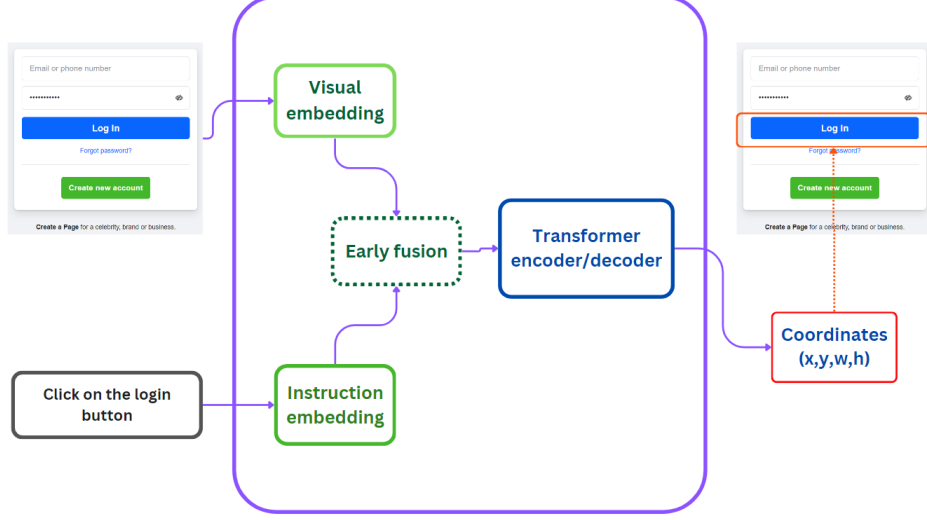 Email or phone number
•••••••••••
Log In
Forgot password?
Create new account
Create a Page for a celebrity, brand or business.
Click on the login
button
Visual
embedding
Early fusion
Instruction
embedding
Transformer
encoder/decoder
Email or phone number
•••••••••••
Log In
Forgot password?
Create new account
Create a Page for a celebrity, brand or business.
Coordinates
(x,y,w,h)